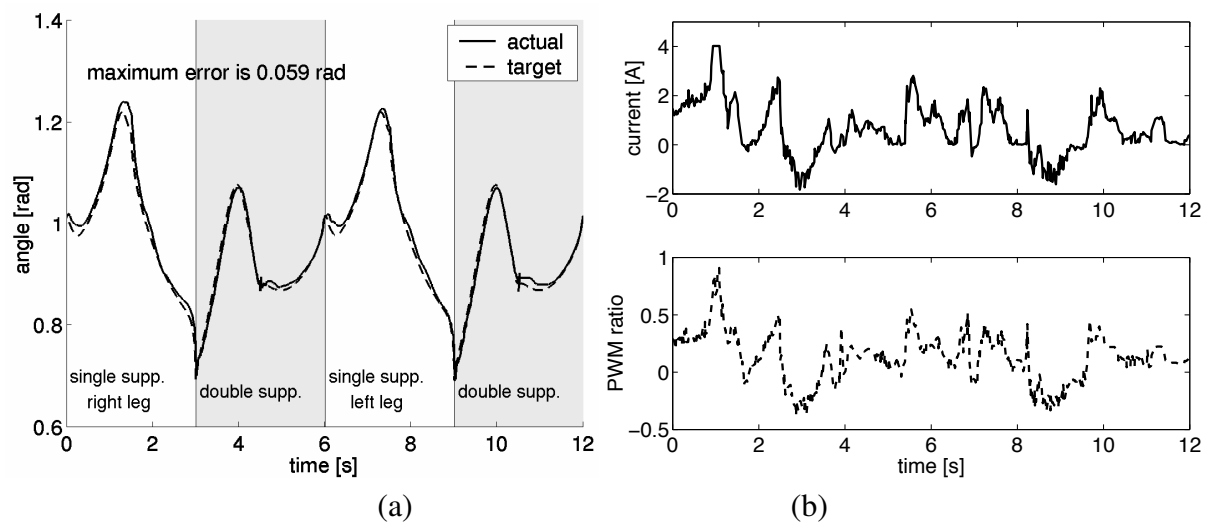 1.4
1.2
1
0.8
0.6
angle [rad]
maximum error is 0.059 rad
actual
target
single supp.
right leg
double supp.
single supp.
left leg
double supp.
0 2 4 6 8 10 12
time [s]
(a)
6
4
2
0
−2
current [A]
0 2 4 6 8 10 12
1
0.5
0
−0.5
PWM ratio
0 2 4 6 8 10 12
time [s]
(b)